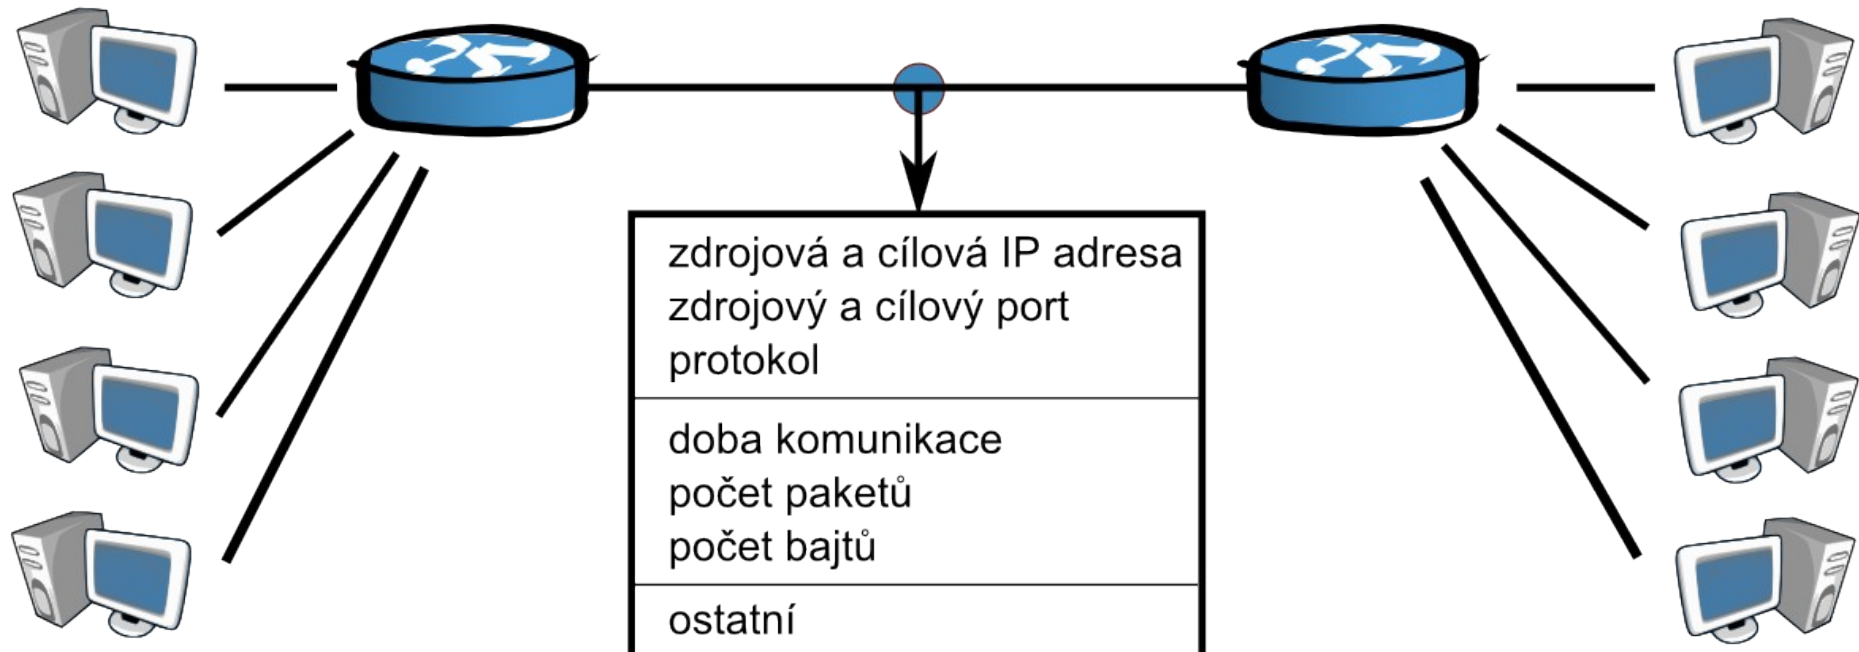 zdrojová a cílová IP adresa
zdrojový a cílový port
protokol
doba komunikace
počet paketů
počet bajtů
ostatní